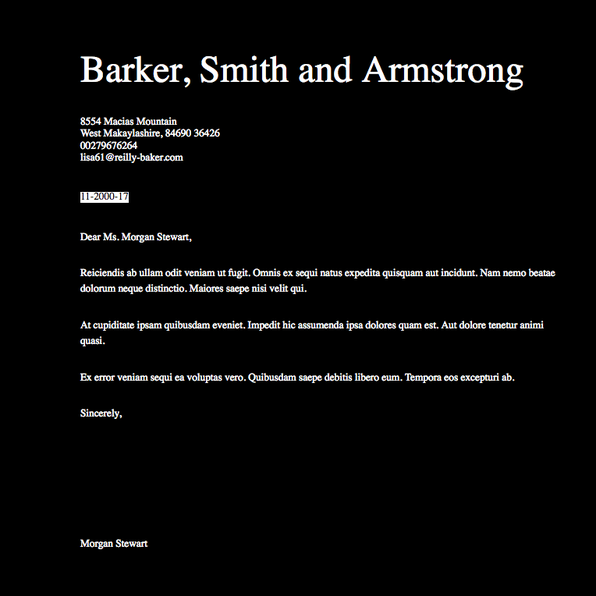 Barker, Smith and Armstrong
8554 Macias Mountain
West Makaylashire, 84690 36426
00279676264
lisa61@reilly-baker.com
11-2000-17
Dear Ms. Morgan Stewart,
Reiciendis ab ullam odit veniam ut fugit. Omnis ex sequi natus expedita quisquam aut incidunt. Nam nemo beatae
dolorum neque distinctio. Maiores saepe nisi velit qui.
At cupiditate ipsam quibusdam eveniet. Impedit hic assumenda ipsa dolores quam est. Aut dolore tenetur animi
quasi.
Ex error veniam sequi ea voluptas vero. Quibusdam saepe debitis libero eum. Tempora eos excepturi ab.
Sincerely,
Morgan Stewart